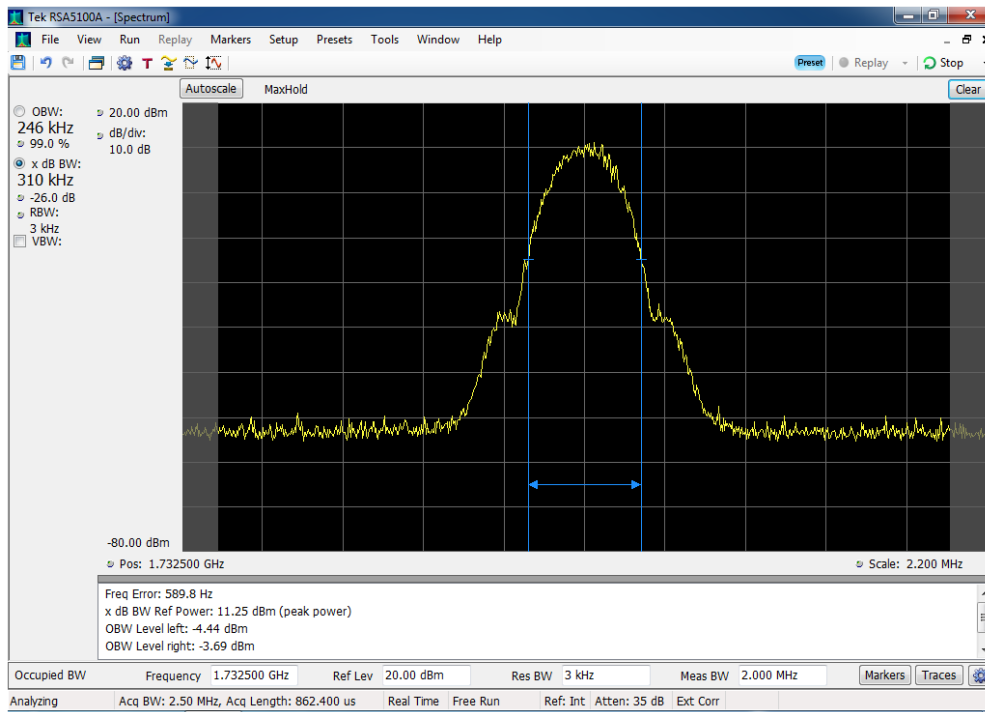 Tek RSA5100A - [Spectrum]
File View Run Replay Markers Setup Presets Tools Window Help
T Preset Replay Stop
Autoscale MaxHold Clear
OBW:
246 kHz
99.0 %
x dB BW:
310 kHz
-26.0 dB
RBW:
3 kHz
VBW:
20.00 dBm
dB/div:
10.0 dB
-80.00 dBm
Pos: 1.732500 GHz Scale: 2.200 MHz
Freq Error: 589.8 Hz
x dB BW Ref Power: 11.25 dBm (peak power)
OBW Level left: -4.44 dBm
OBW Level right: -3.69 dBm
Occupied BW Frequency 1.732500 GHz Ref Lev 20.00 dBm Res BW 3 kHz Meas BW 2.000 MHz Markers Traces
Analyzing Acq BW: 2.50 MHz, Acq Length: 862.400 us Real Time Free Run Ref: Int Atten: 35 dB Ext Corr